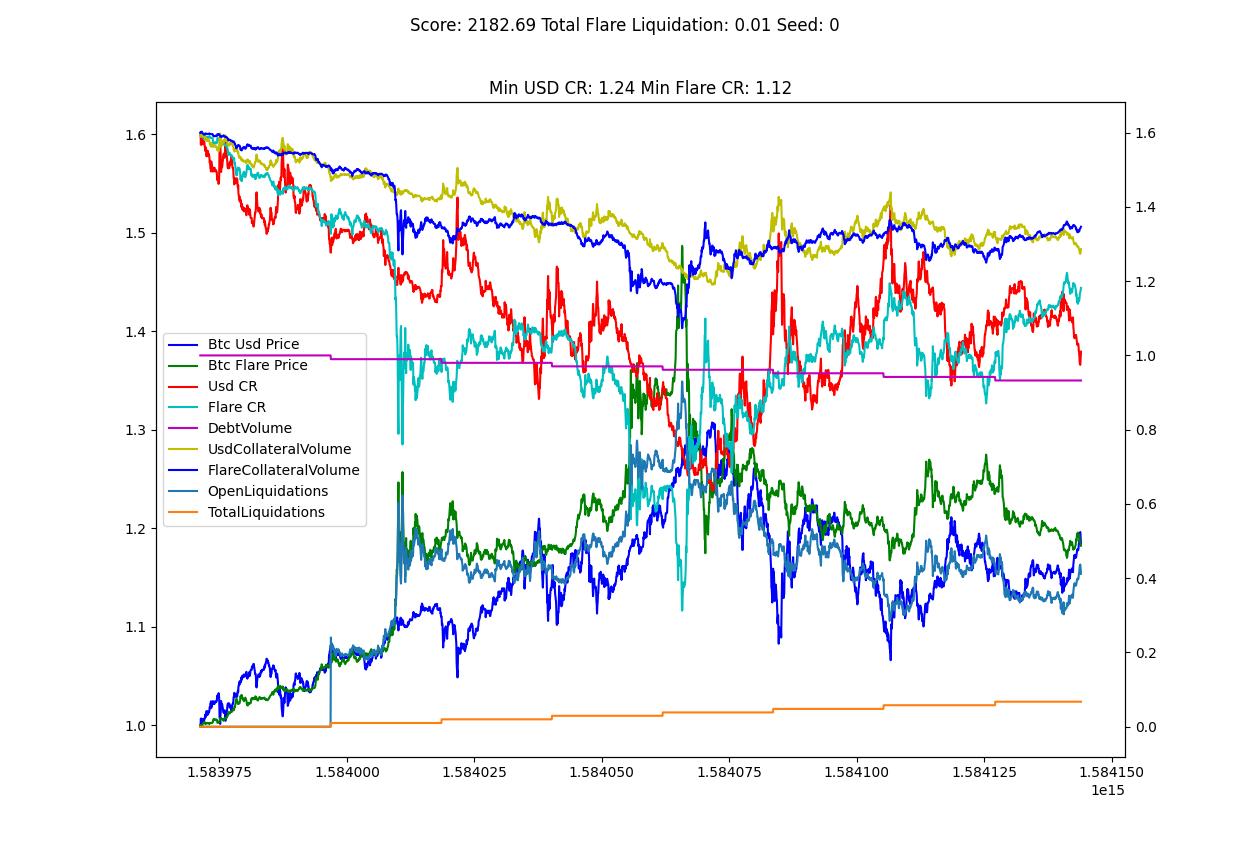 Score: 2182.69 Total Flare Liquidation: 0.01 Seed: 0
Min USD CR: 1.24 Min Flare CR: 1.12
1.6
1.5
1.4
1.3
1.2
1.1
1.0
Btc Usd Price
Btc Flare Price
Usd CR
Flare CR
DebtVolume
UsdCollateralVolume
FlareCollateralVolume
OpenLiquidations
TotalLiquidations
1.6
1.4
1.2
1.0
0.8
0.6
0.4
0.2
0.0
1.583975 1.584000 1.584025 1.584050 1.584075 1.584100 1.584125 1.584150
1e15